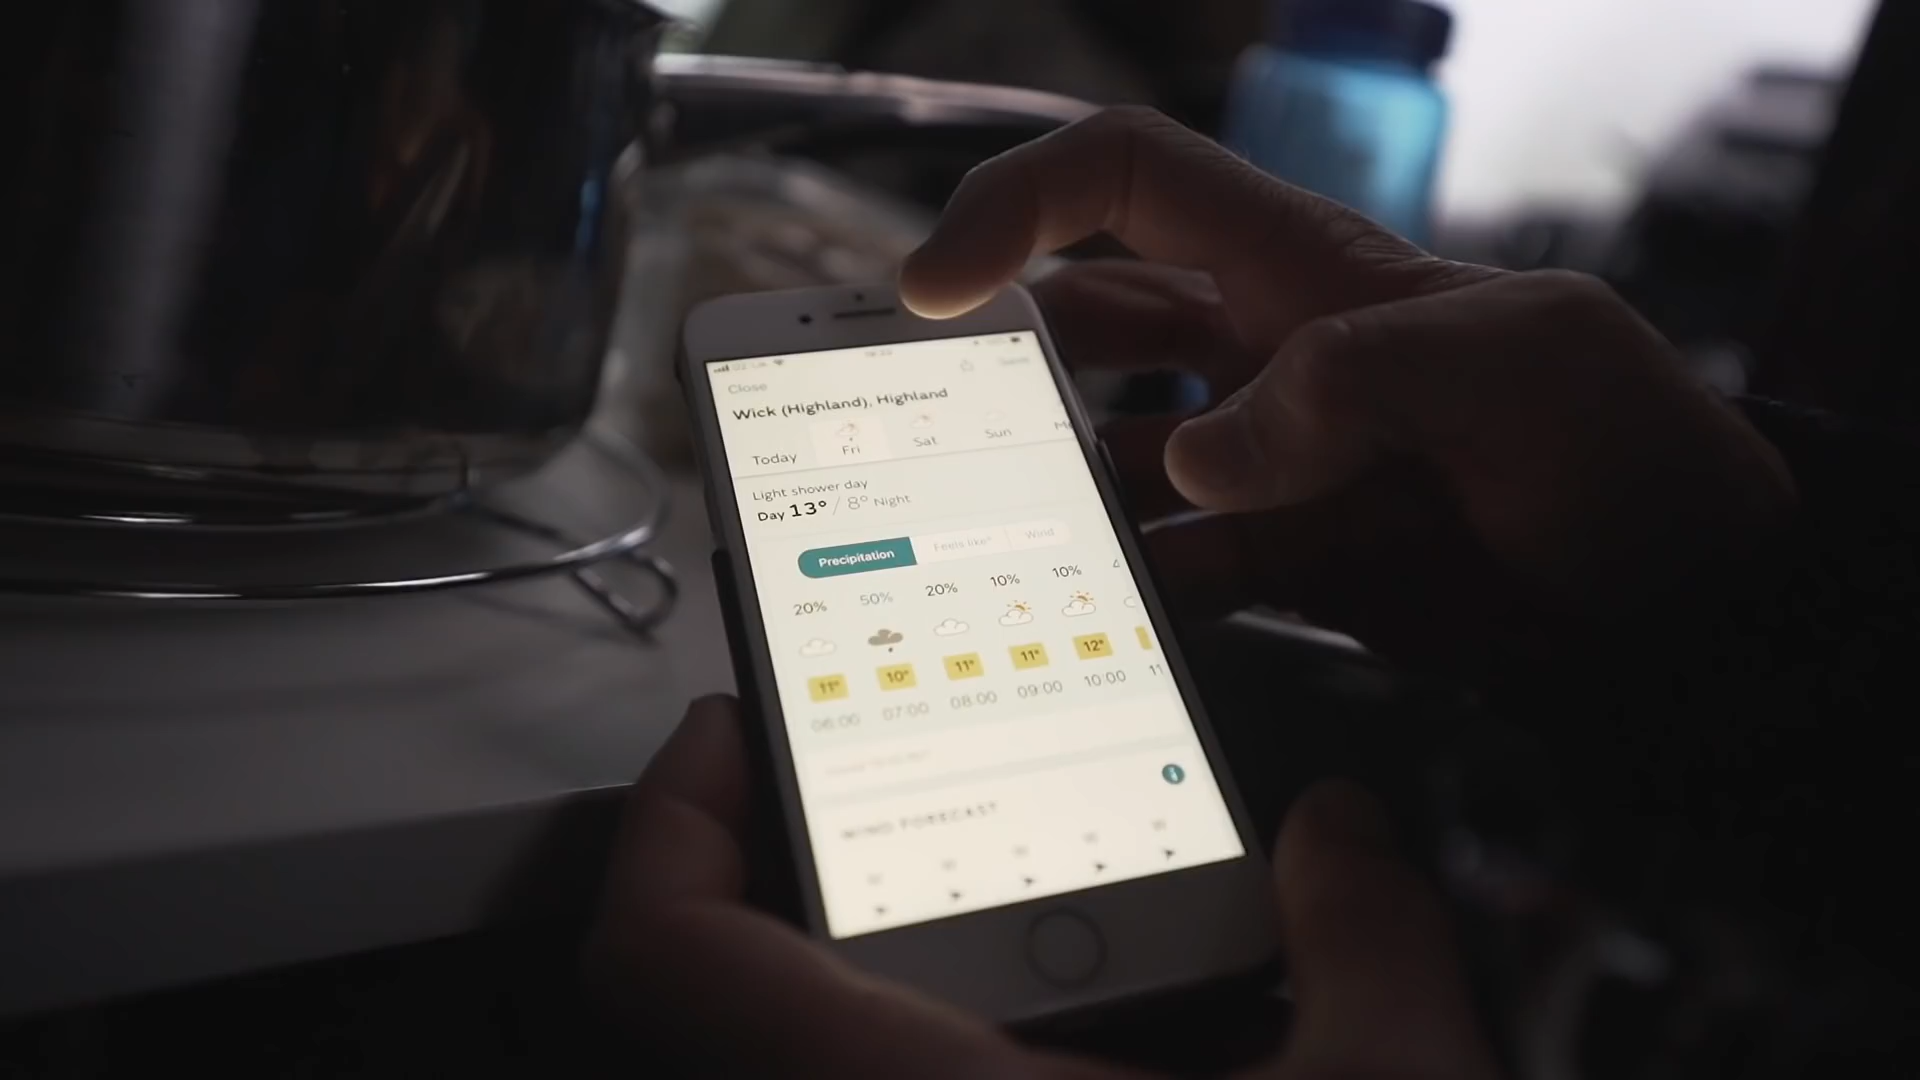 Close
Wick (Highland), Highland
Today Fri Sat Sun
Light shower day
Day 13° / 8° Night
Precipitation Feels like° Wind
20% 50% 20% 10% 10%
11° 10° 11° 11° 12°
06:00 07:00 08:00 09:00 10:00 11
WIND FORECAST